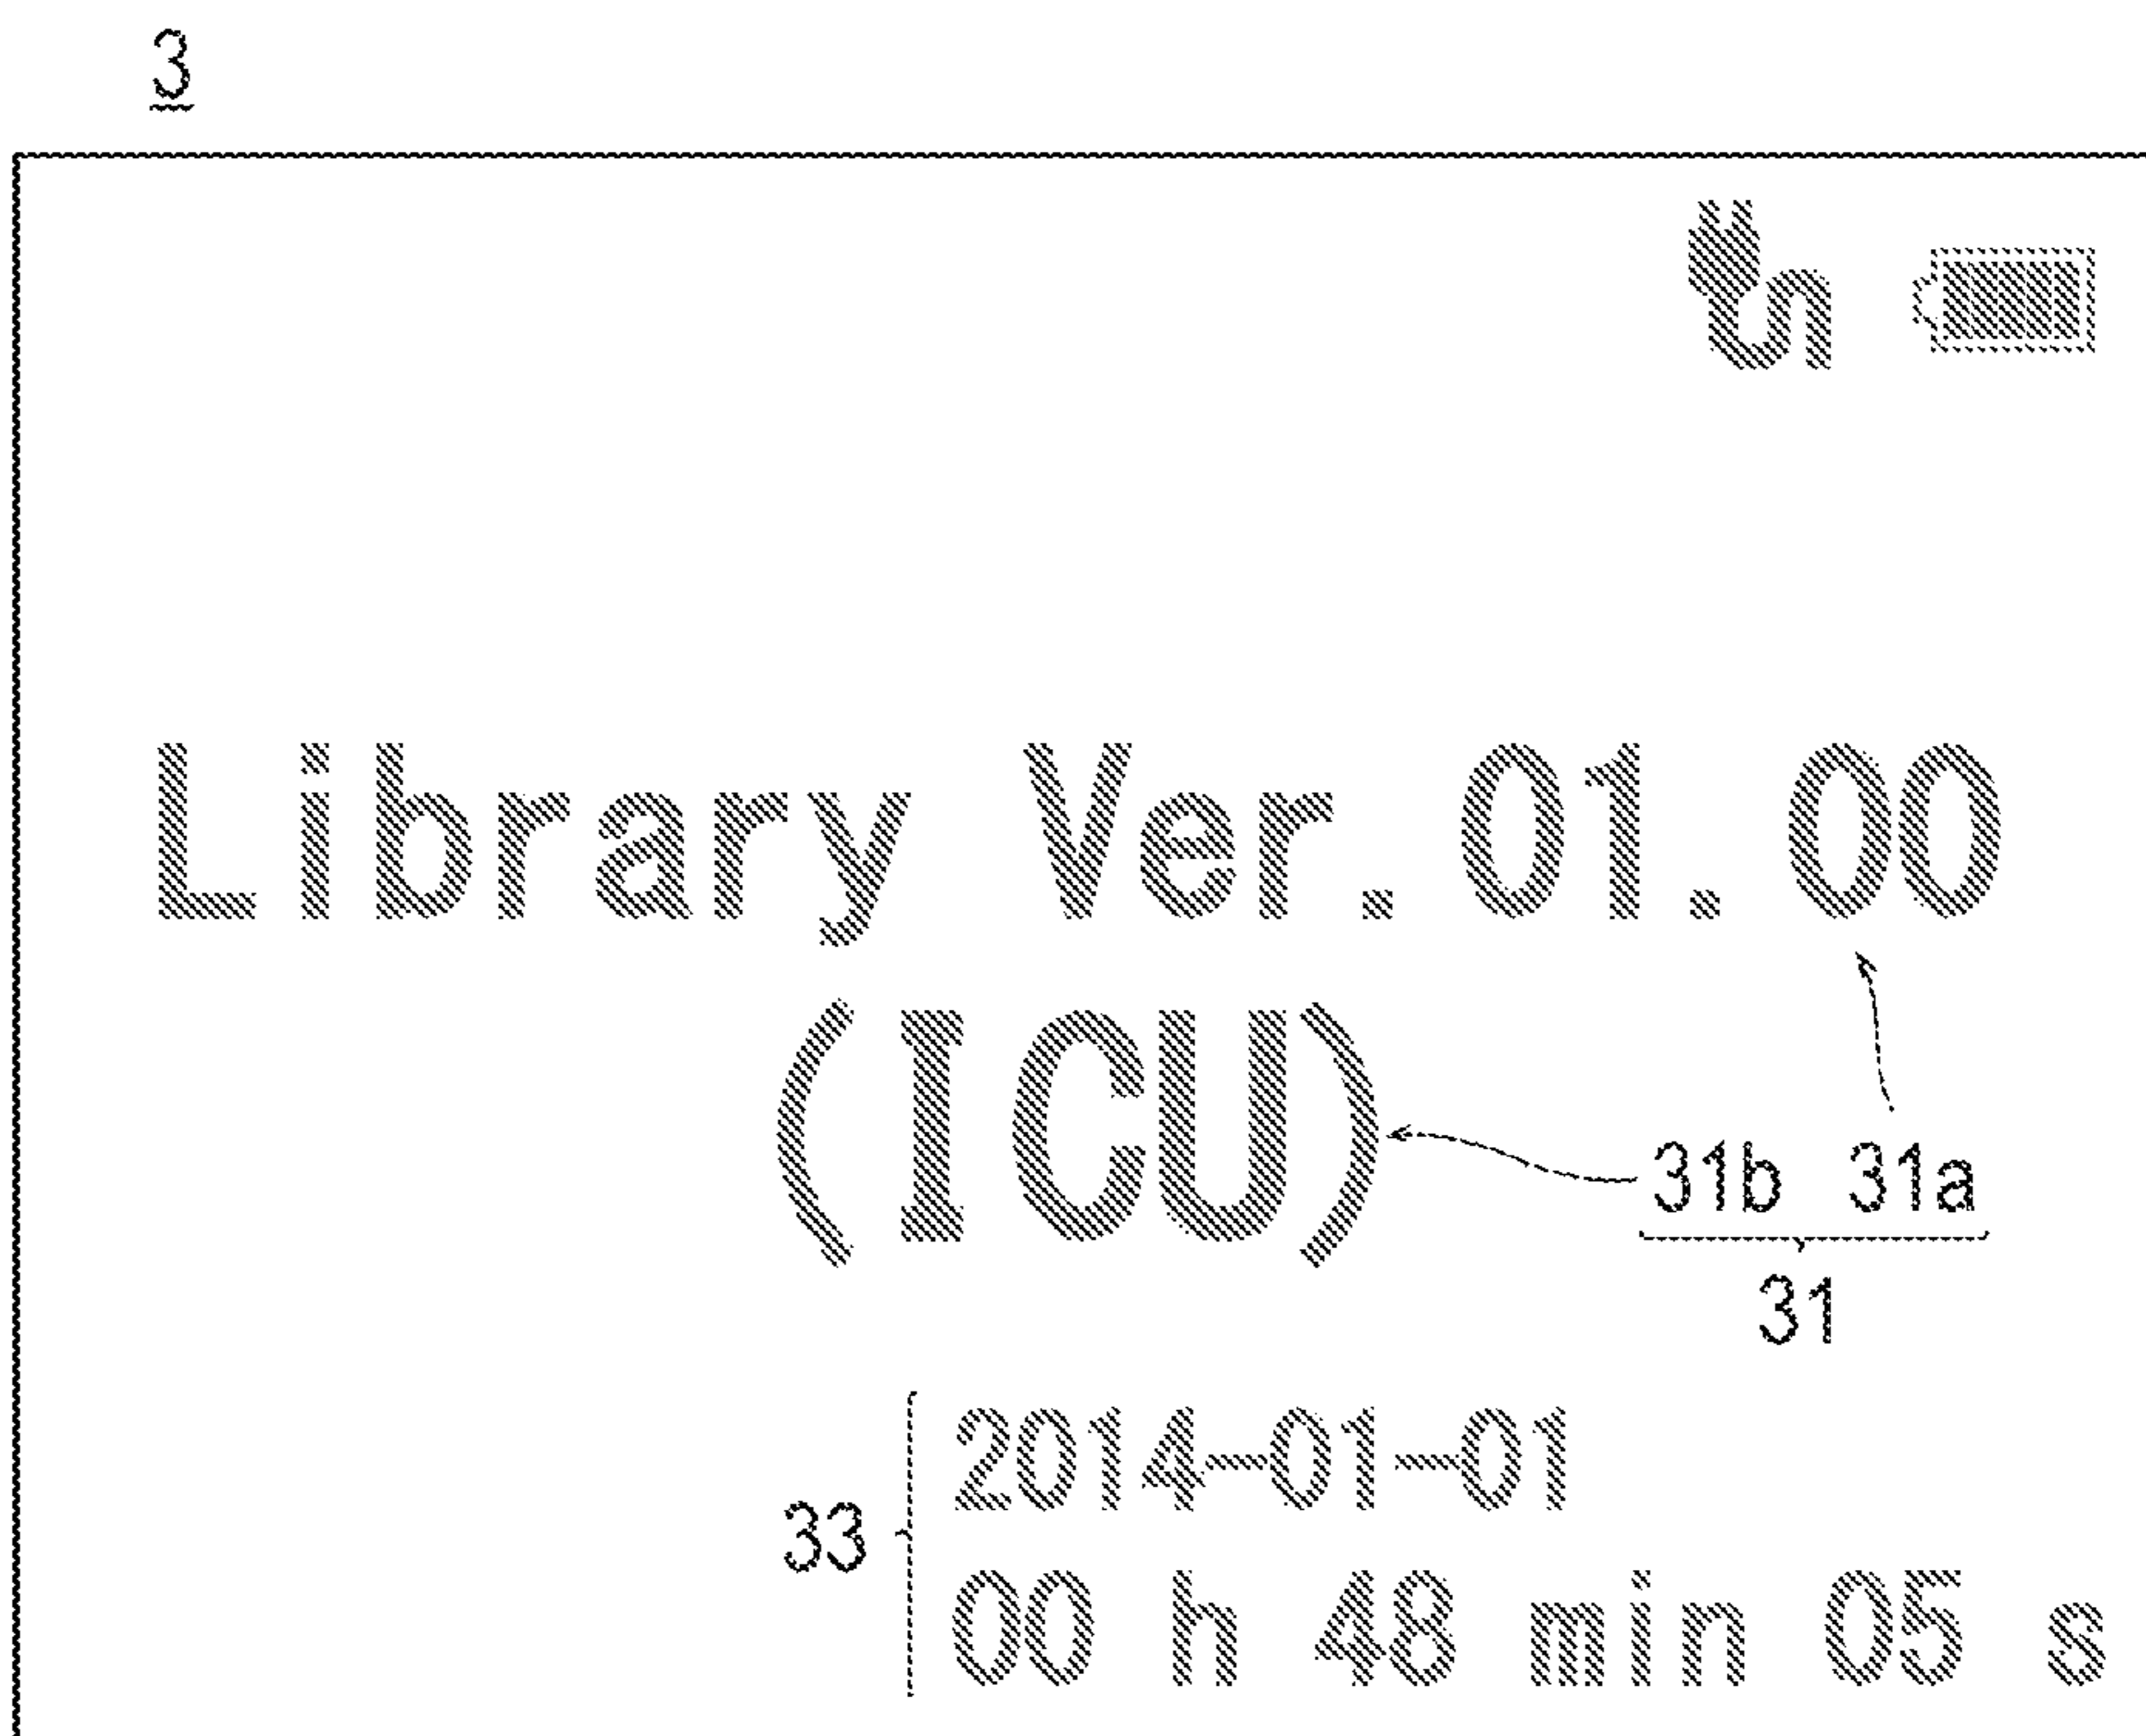 3
Library Ver.01.00
(ICU)
31b 31a
31
2014-01-01
33
00 h 48 min 05 s